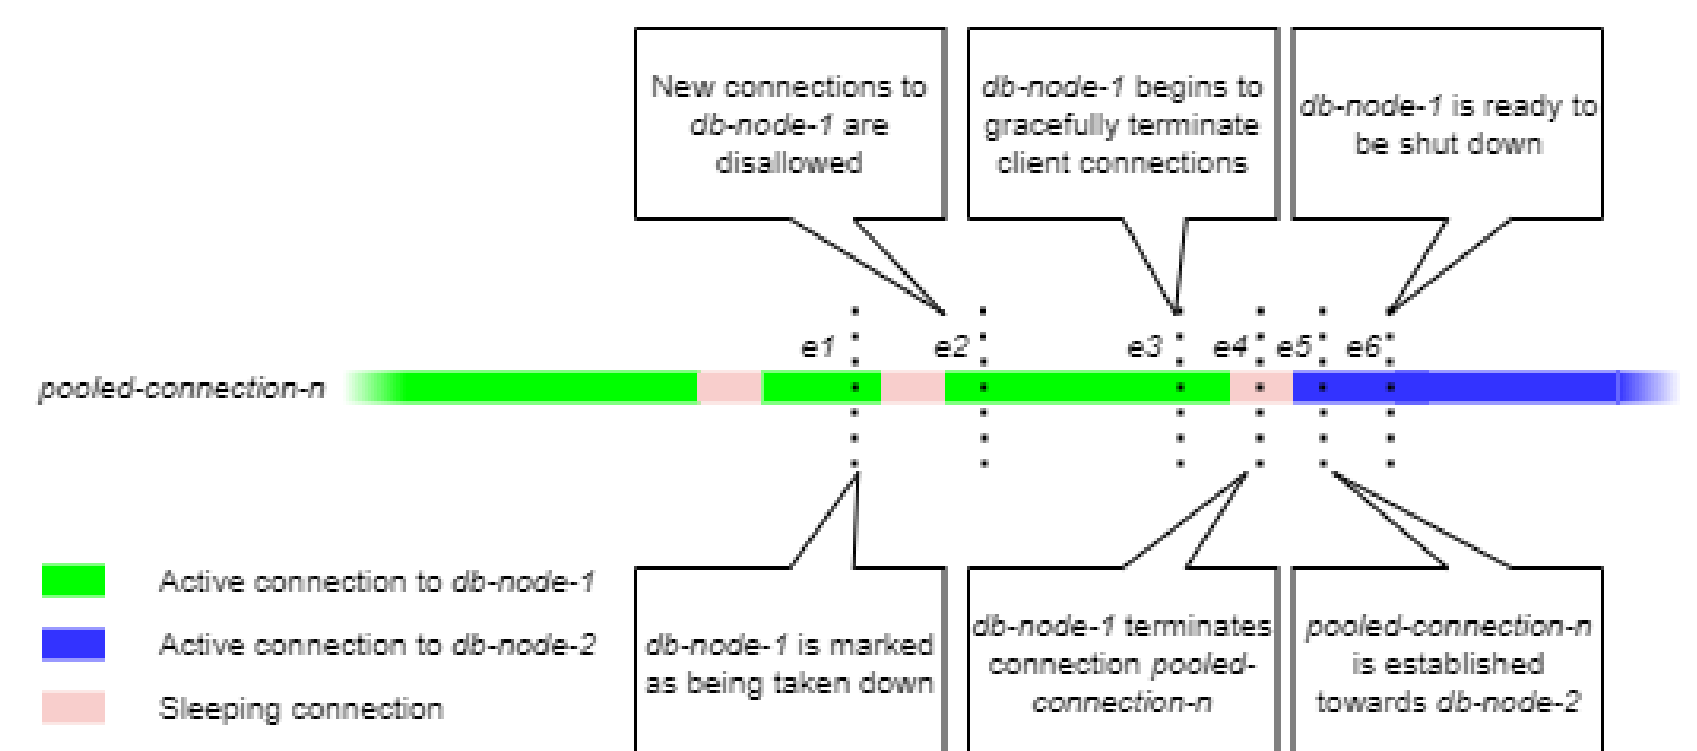 New connections to
db-node-1 are
disallowed
db-node-1 begins to
gracefully terminate
client connections
db-node-1 is ready to
be shut down
e1
e2
e3
e4
e5
e6
pooled-connection-n
Active connection to db-node-1
Active connection to db-node-2
Sleeping connection
db-node-1 is marked
as being taken down
db-node-1 terminates
connection pooled-
connection-n
pooled-connection-n
is established
towards db-node-2